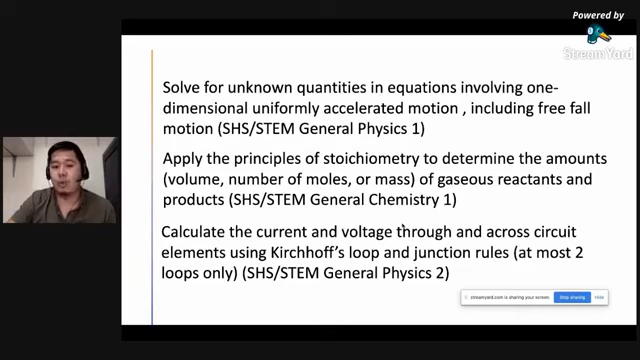 Powered by
StreamYard
Solve for unknown quantities in equations involving one-
dimensional uniformly accelerated motion , including free fall
motion (SHS/STEM General Physics 1)
Apply the principles of stoichiometry to determine the amounts
(volume, number of moles, or mass) of gaseous reactants and
products (SHS/STEM General Chemistry 1)
Calculate the current and voltage through and across circuit
elements using Kirchhoff's loop and junction rules (at most 2
loops only) (SHS/STEM General Physics 2)
streamyard.com is sharing your screen. Stop sharing Hide